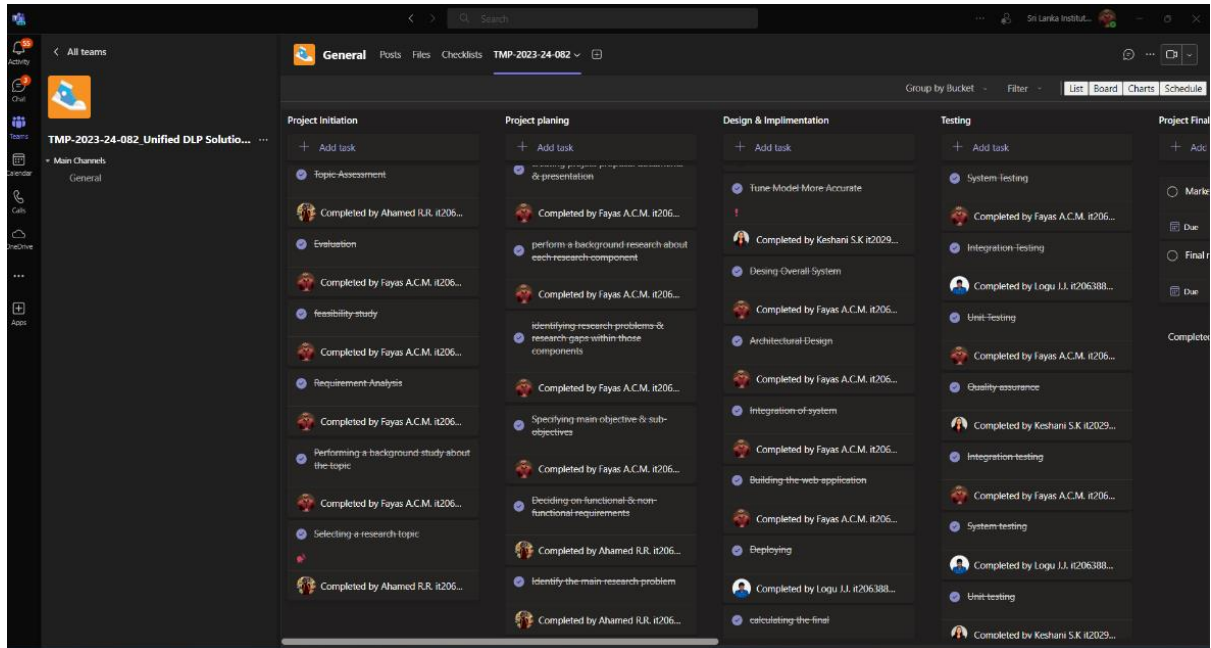 Search
Sri Lanka Institut...
55
Activity
3
Chat
Teams
Calendar
Calls
OneDrive
Apps
All teams
TMP-2023-24-082_Unified DLP Solutio...
Main Channels
General
General Posts Files Checklists TMP-2023-24-082
Group by Bucket Filter List Board Charts Schedule
Project Initiation
Add task
Topic Assessment
Completed by Ahamed R.R. it206...
Evaluation
Completed by Fayas A.C.M. it206...
feasibility study
Completed by Fayas A.C.M. it206...
Requirement Analysis
Completed by Fayas A.C.M. it206...
Performing a background study about
the topic
Completed by Fayas A.C.M. it206...
Selecting a research topic
Completed by Ahamed R.R. it206...
Project planing
Add task
& presentation
Completed by Fayas A.C.M. it206...
perform a background research about
each research component
Completed by Fayas A.C.M. it206...
identifying research problems &
research gaps within those
components
Completed by Fayas A.C.M. it206...
Specifying main objective & sub-
objectives
Completed by Fayas A.C.M. it206...
Deciding on functional & non-
functional requirements
Completed by Ahamed R.R. it206...
Identify the main research problem
Completed by Ahamed R.R. it206...
Design & Implimentation
Add task
Tune Model More Accurate
Completed by Keshani S.K it2029...
Desing Overall System
Completed by Fayas A.C.M. it206...
Architectural Design
Completed by Fayas A.C.M. it206...
Integration of system
Completed by Fayas A.C.M. it206...
Building the web application
Completed by Fayas A.C.M. it206...
Deploying
Completed by Logu J.J. it206388...
calculating the final
Testing
Add task
System Testing
Completed by Fayas A.C.M. it206...
Integration Testing
Completed by Logu J.J. it206388...
Unit Testing
Completed by Fayas A.C.M. it206...
Quality assurance
Completed by Keshani S.K it2029...
Integration testing
Completed by Fayas A.C.M. it206...
System testing
Completed by Logu J.J. it206388...
Unit testing
Completed by Keshani S.K it2029...
Project Final
Add
Marke
Due
Final r
Due
Complete